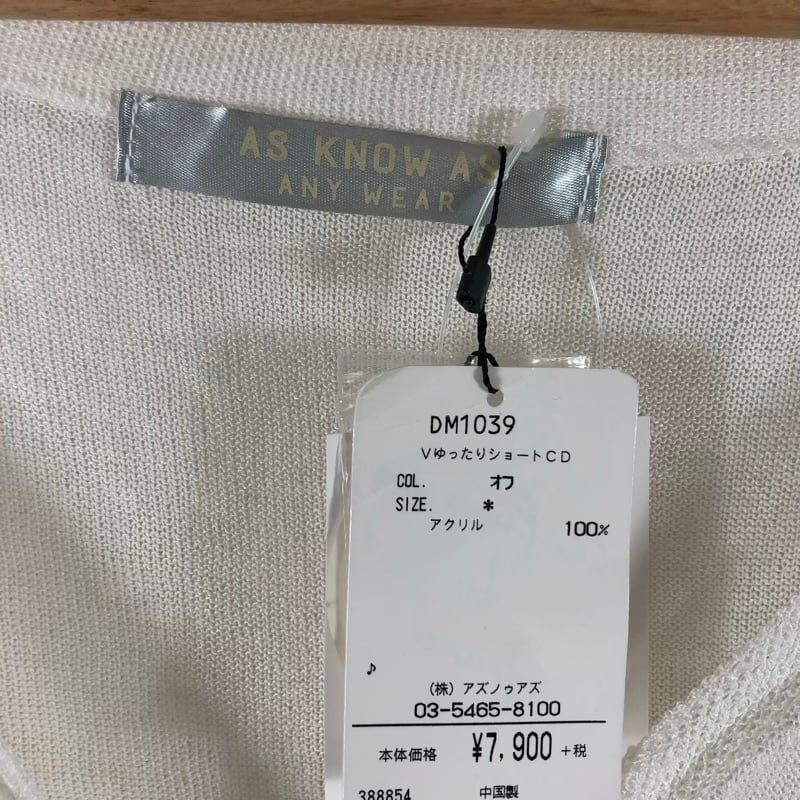 AS KNOW AS
ANY WEAR
DM1039
VゆったりショートCD
COL. オフ
SIZE. *
アクリル 100%
♪
(株) アズノゥアズ
03-5465-8100
本体価格 ¥7,900 +税
388854 中国製